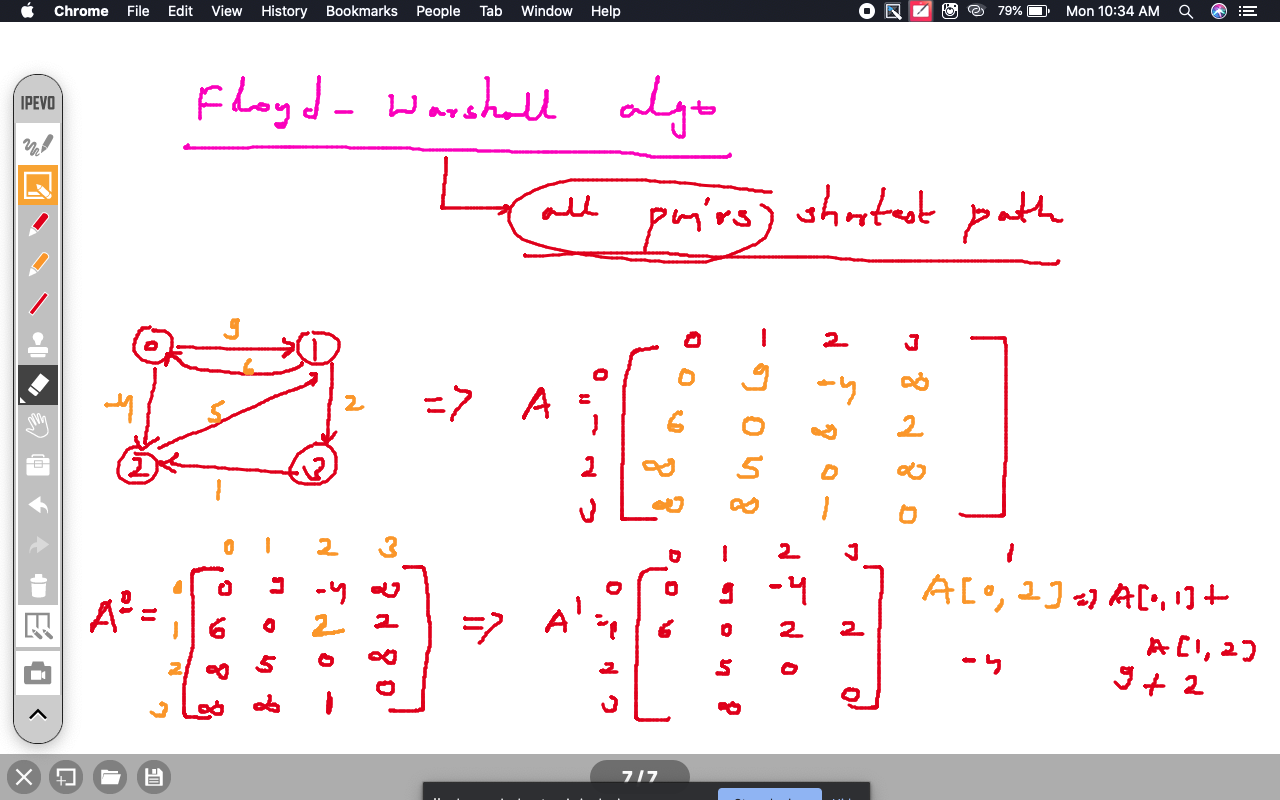 Chrome File Edit View History Bookmarks People Tab Window Help 79% Mon 10:34 AM
IPEVO
Floyd - Warshall algo
all pairs shortest path
0 9 1
6
-4 5 2
2 3
1
=> A =
0 1 2 3
0 0 9 -4 ∞
1 6 0 ∞ 2
2 ∞ 5 0 ∞
3 ∞ ∞ 1 0
A⁰ =
0 1 2 3
0 0 9 -4 ∞
1 6 0 2 2
2 ∞ 5 0 ∞
3 ∞ ∞ 1 0
=> A¹ =
0 1 2 3
0 0 9 -4
1 6 0 2 2
2 5 0
3 ∞ 0
1
A[0, 2] => A[0, 1] +
A[1, 2]
-4 9 + 2
7/7